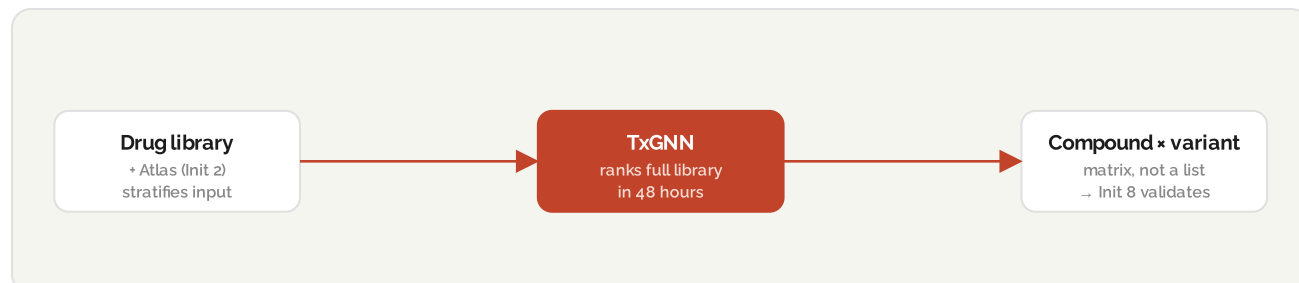 Drug library
+ Atlas (Init 2)
stratifies input
TxGNN
ranks full library
in 48 hours
Compound × variant
matrix, not a list
→ Init 8 validates